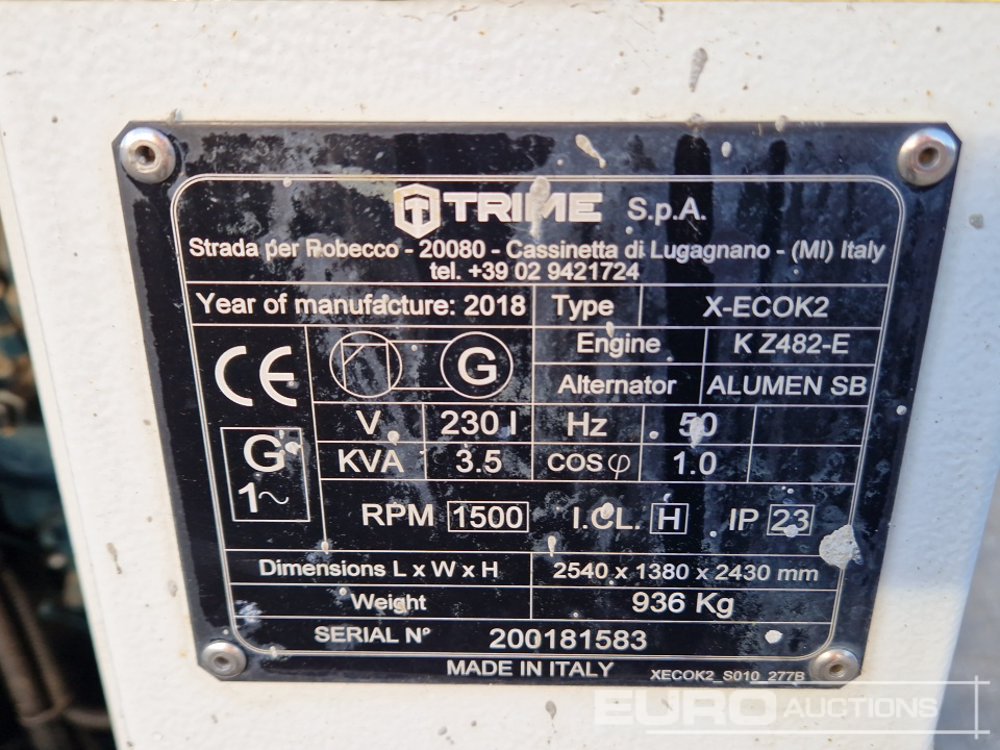 TRIME S.p.A.
Strada per Robecco - 20080 - Cassinetta di Lugagnano - (MI) Italy
tel. +39 02 9421724
Year of manufacture: 2018 Type X-ECOK2
CE G Engine K Z482-E
Alternator ALUMEN SB
V 230 I Hz 50
G 1~ KVA 3.5 COS φ 1.0
RPM 1500 I.CL. H IP 23
Dimensions L x W x H 2540 x 1380 x 2430 mm
Weight 936 Kg
SERIAL N° 200181583
MADE IN ITALY XECOK2_S010_277B
EURO AUCTIONS